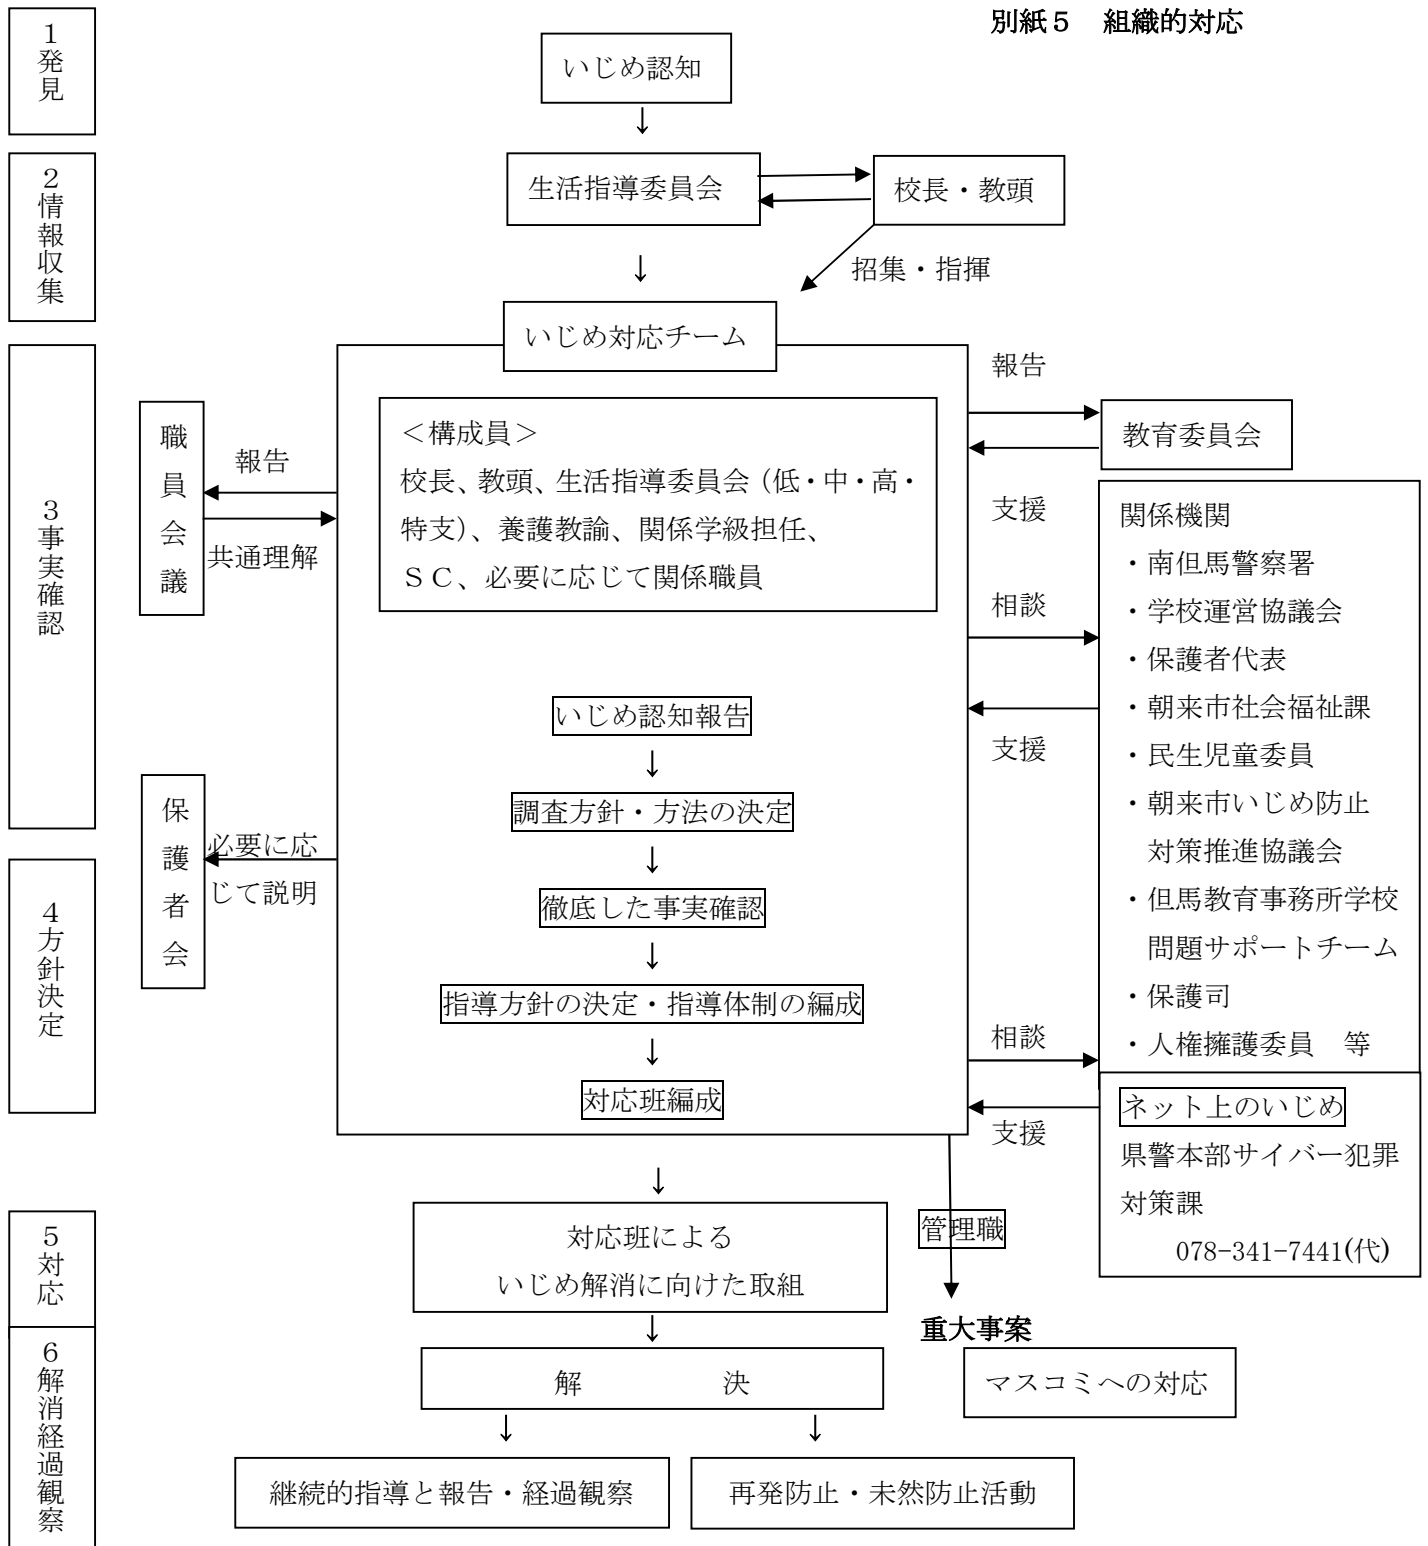 別紙５　組織的対応
１発見
いじめ認知
↓
２情報収集
生活指導委員会
校長・教頭
↓
招集・指揮
いじめ対応チーム
３事実確認
職員会議
報告
共通理解
＜構成員＞
校長、教頭、生活指導委員会（低・中・高・
特支）、養護教諭、関係学級担任、
ＳＣ、必要に応じて関係職員
報告
教育委員会
支援
相談
支援
関係機関
・南但馬警察署
・学校運営協議会
・保護者代表
・朝来市社会福祉課
・民生児童委員
・朝来市いじめ防止
対策推進協議会
・但馬教育事務所学校
問題サポートチーム
・保護司
・人権擁護委員　等
いじめ認知報告
↓
調査方針・方法の決定
↓
徹底した事実確認
↓
指導方針の決定・指導体制の編成
↓
対応班編成
保護者会
必要に応
じて説明
４方針決定
相談
支援
ネット上のいじめ
県警本部サイバー犯罪
対策課
078-341-7441(代)
↓
５対応
対応班による
いじめ解消に向けた取組
管理職
↓
重大事案
６解消経過観察
解　　　　　決
マスコミへの対応
↓　↓
継続的指導と報告・経過観察
再発防止・未然防止活動